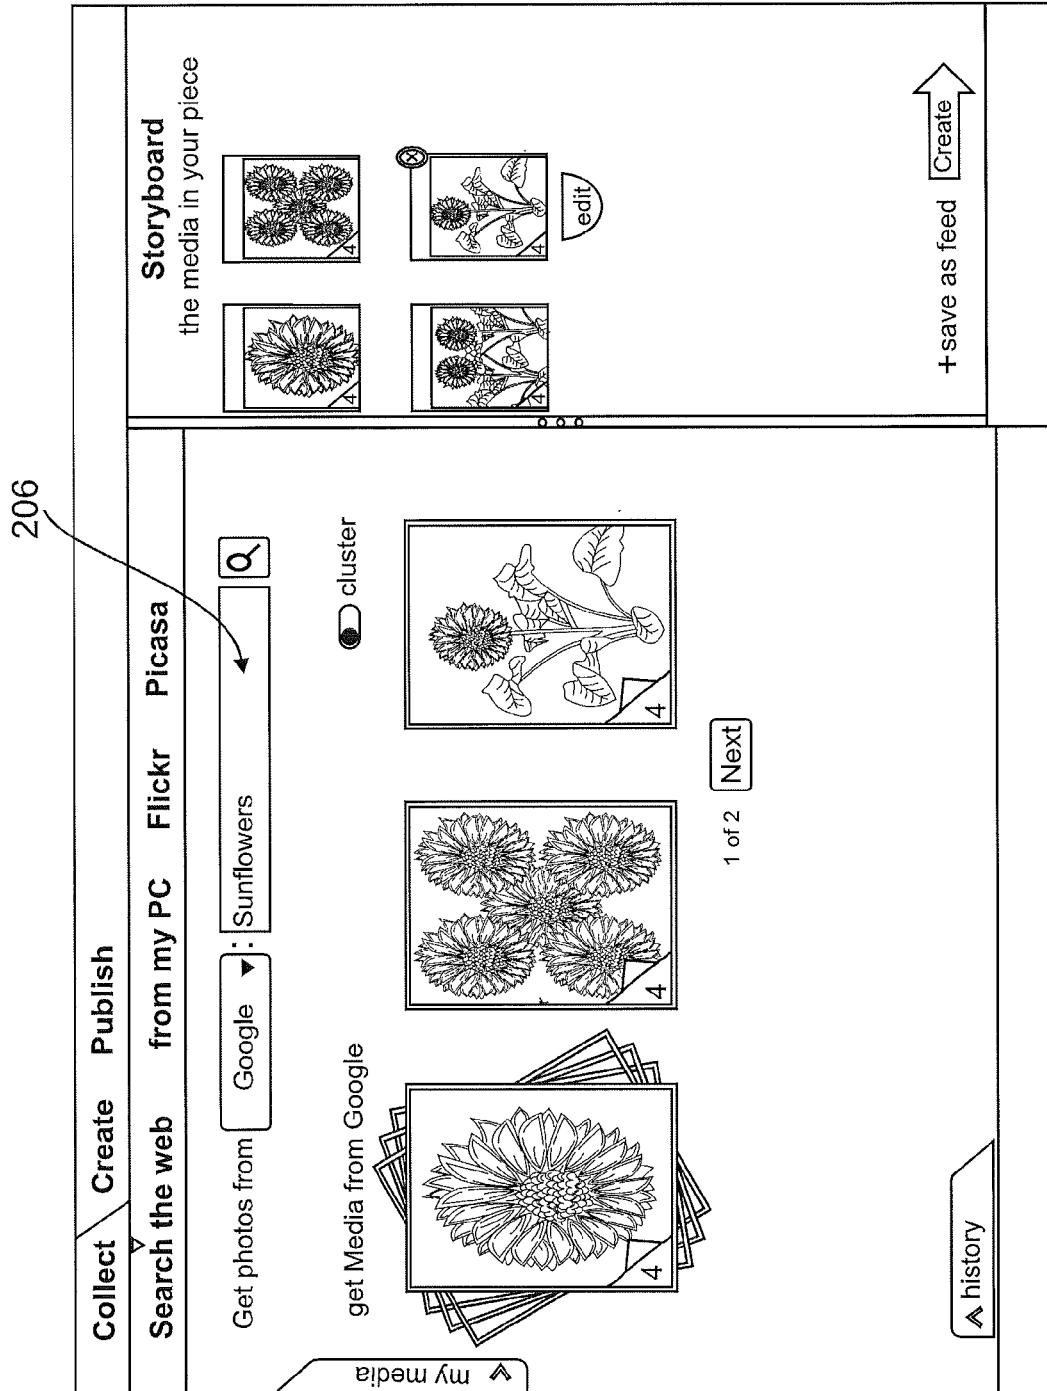 206
Collect Create Publish
Search the web from my PC Flickr Picasa
Get photos from Google : Sunflowers
get Media from Google
cluster
4
4
4
1 of 2 Next
my media
history
Storyboard
the media in your piece
4
4
4
4
edit
+save as feed Create